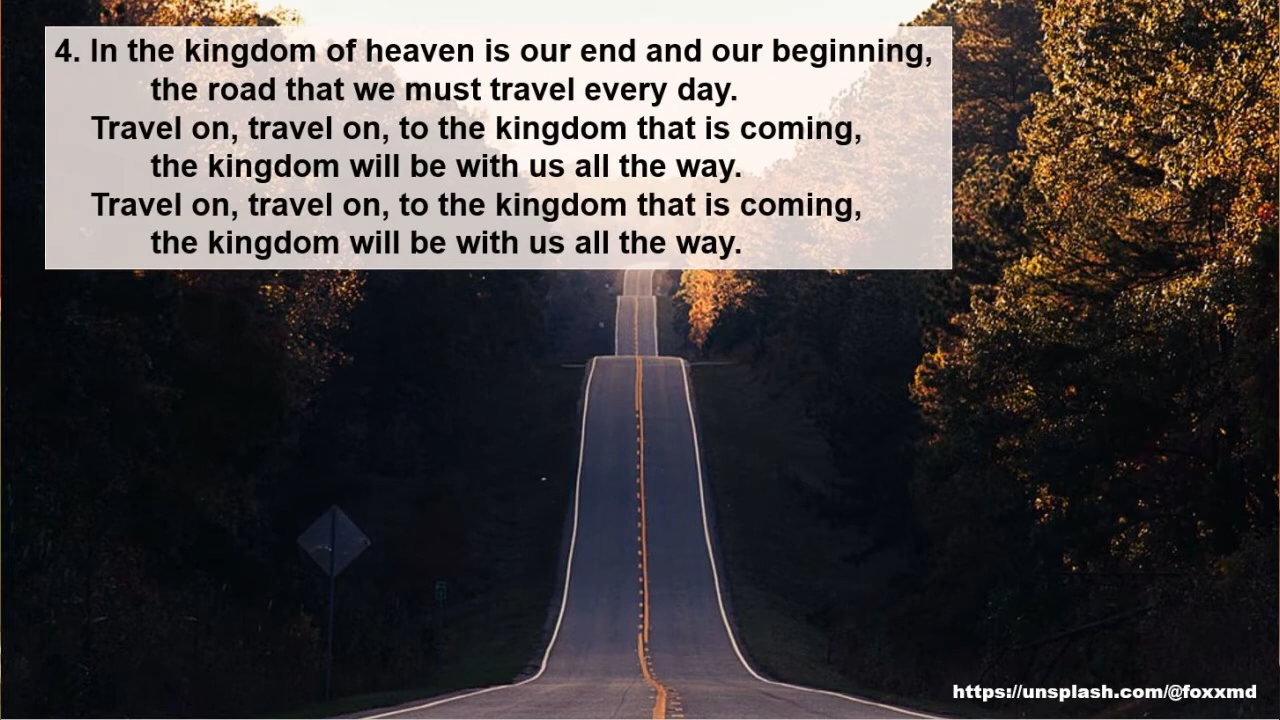 4. In the kingdom of heaven is our end and our beginning,
the road that we must travel every day.
Travel on, travel on, to the kingdom that is coming,
the kingdom will be with us all the way.
Travel on, travel on, to the kingdom that is coming,
the kingdom will be with us all the way.
https://unsplash.com/@foxxmd